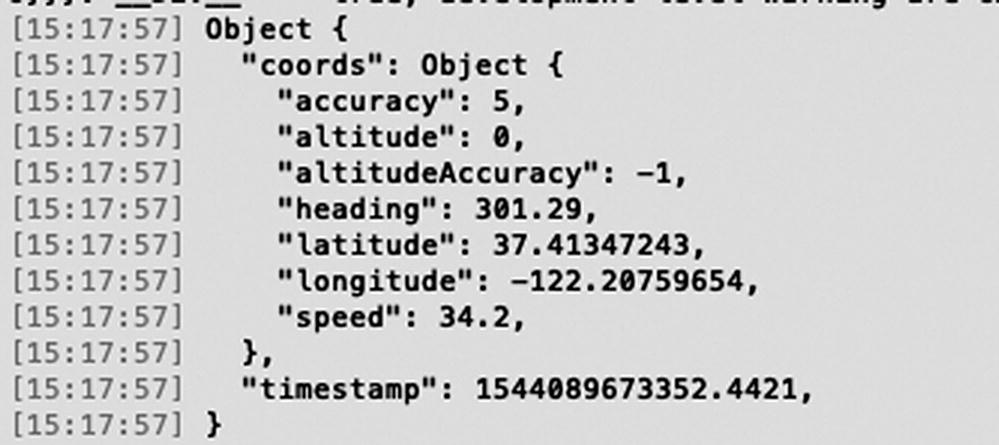 [15:17:57] Object {
[15:17:57]   "coords": Object {
[15:17:57]     "accuracy": 5,
[15:17:57]     "altitude": 0,
[15:17:57]     "altitudeAccuracy": -1,
[15:17:57]     "heading": 301.29,
[15:17:57]     "latitude": 37.41347243,
[15:17:57]     "longitude": -122.20759654,
[15:17:57]     "speed": 34.2,
[15:17:57]   },
[15:17:57]   "timestamp": 1544089673352.4421,
[15:17:57] }